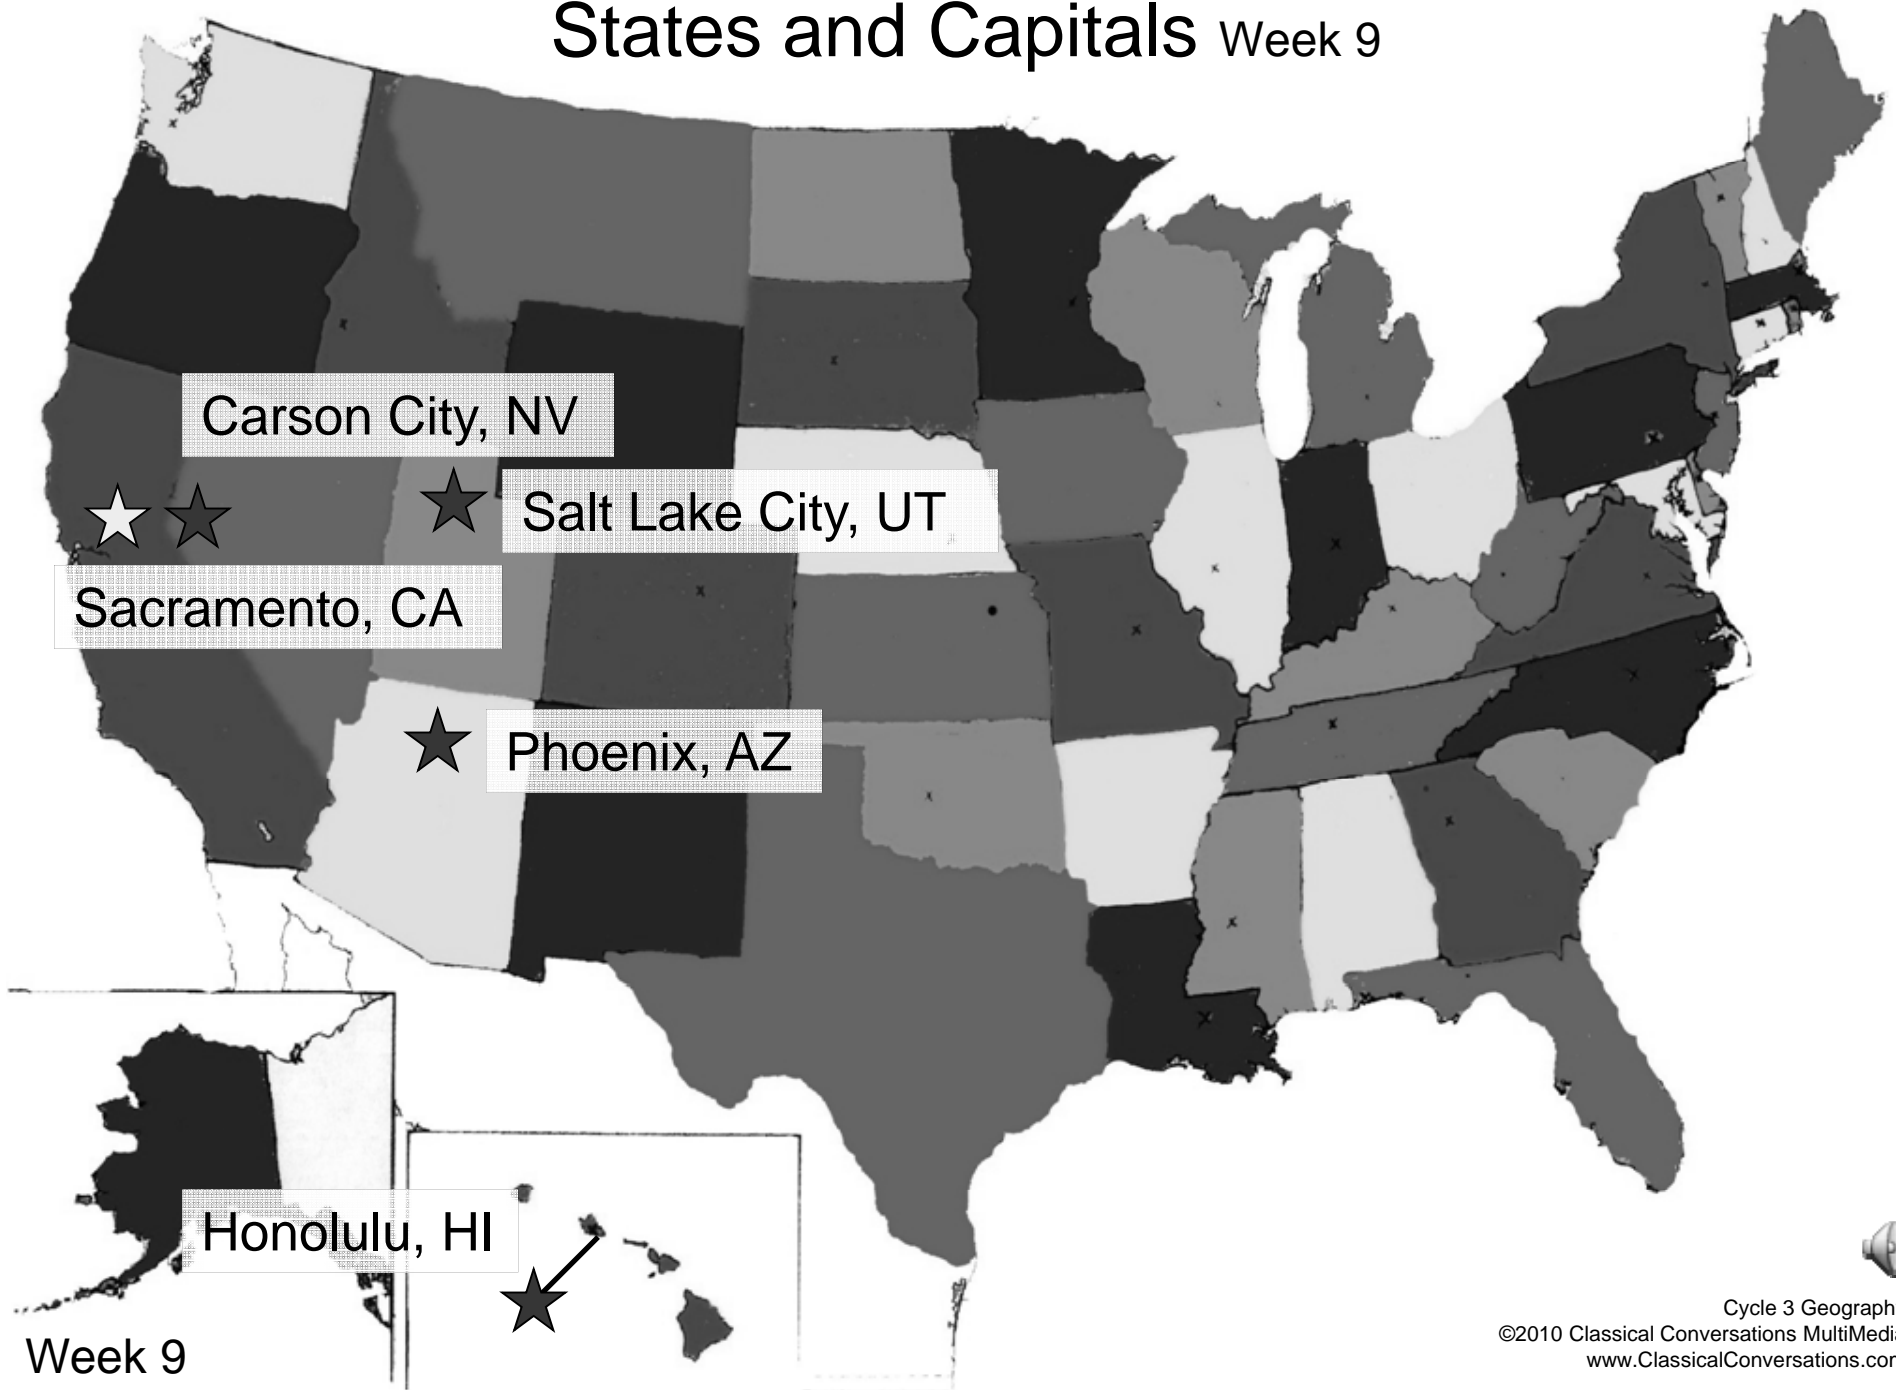 States and Capitals Week 9
Carson City, NV
Salt Lake City, UT
Sacramento, CA
Phoenix, AZ
Honolulu, HI
Week 9
Cycle 3 Geograph
©2010 Classical Conversations MultiMedia
www.ClassicalConversations.com